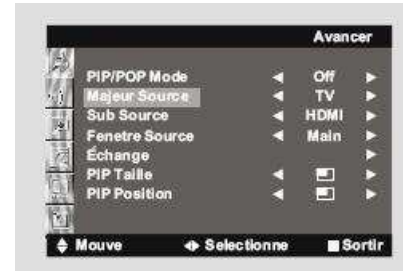 Avancer
PIP/POP Mode Off
Majeur Source TV
Sub Source HDMI
Fenetre Source Main
Échange
PIP Taille
PIP Position
Mouve Selectionne Sortir